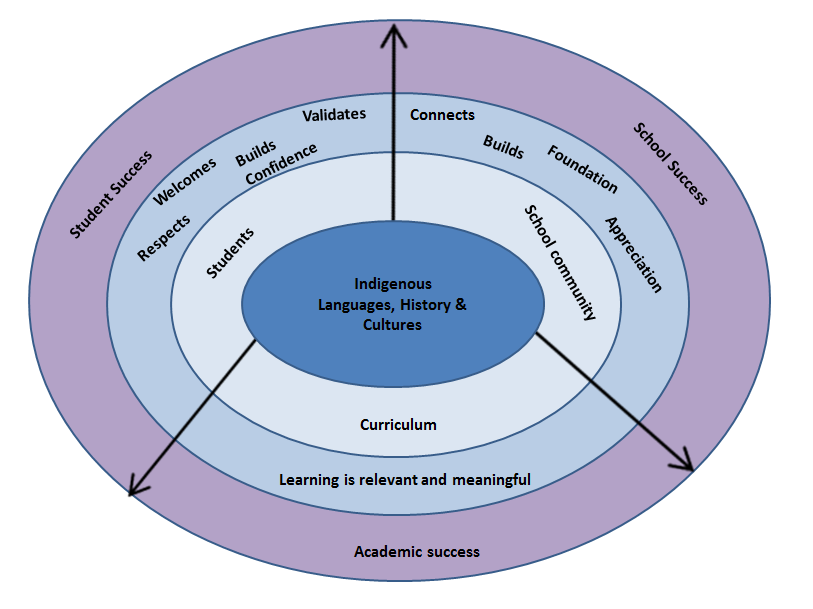 Validates
Connects
Builds
Confidence
Builds
Foundation
Welcomes
Respects
Appreciation
Student Success
School Success
Students
School community
Indigenous
Languages, History &
Cultures
Curriculum
Learning is relevant and meaningful
Academic success